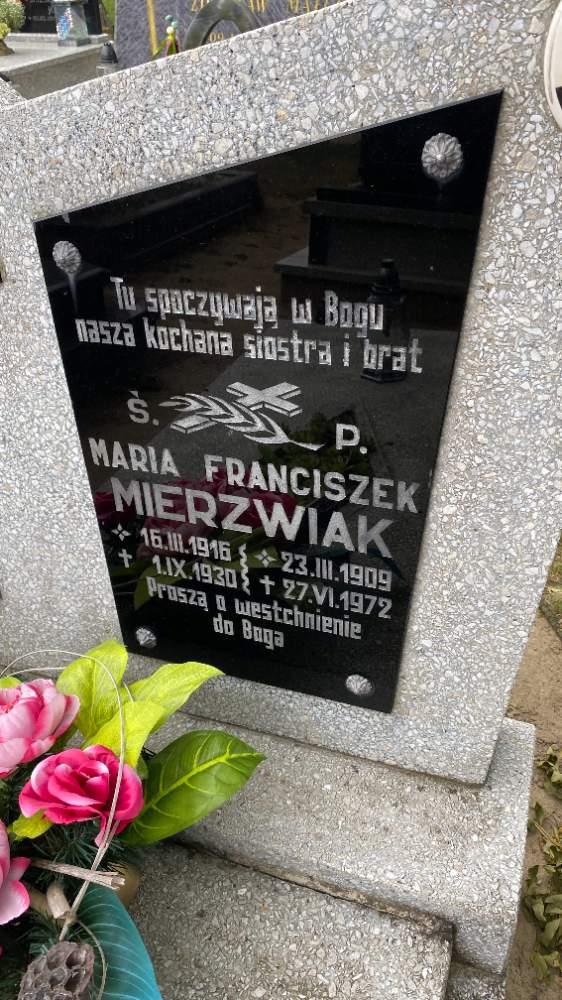 Tu spoczywają w Bogu
nasza kochana siostra i brat
Ś. P.
MARIA FRANCISZEK
MIERZWIAK
16.III.1916 23.III.1909
1.IX.1930 27.VI.1972
Proszą o westchnienie
do Boga